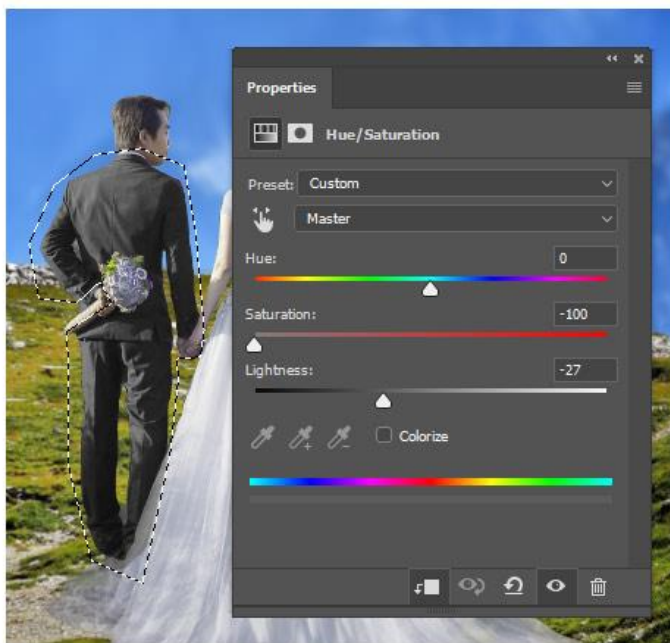 Properties
Hue/Saturation
Preset: Custom
Master
Hue: 0
Saturation: -100
Lightness: -27
Colorize